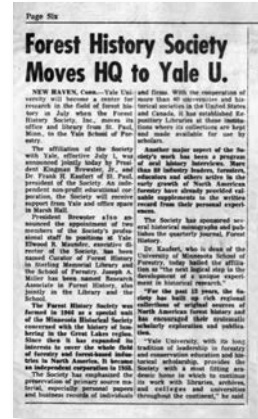 Page Six
Forest History Society
Moves HQ to Yale U.
NEW HAVEN, Conn.—Yale Uni-
versity will become a center for
research in the field of forest his-
tory in July when the Forest
History Society, Inc., moves its
office and library from St. Paul,
Minn., to the Yale School of For-
estry.
The affiliation of the Society
with Yale, effective July 1, was
announced jointly today by Presi-
dent Kingman Brewster, Jr., and
Dr. Frank H. Kaufert of St. Paul,
president of the Society. An inde-
pendent non-profit educational cor-
poration, the Society will receive
support from Yale and office space
in Marsh Hall.
President Brewster also an-
nounced the appointment of two
members of the Society's profes-
sional staff to positions at Yale.
Elwood R. Maunder, executive di-
rector of the Society, has been
named Curator of Forest History
in Sterling Memorial Library and
the School of Forestry. Joseph A.
Miller has been named Research
Associate in Forest History, also
jointly in the Library and the
School.
The Forest History Society was
formed in 1946 as a special unit
of the Minnesota Historical Society
concerned with the history of lum-
bering in the Great Lakes region.
Since then it has expanded its
interests to cover the whole field
of forestry and forest-based indus-
tries in North America. It became
an independent corporation in 1955.
The Society has emphasized the
preservation of primary source ma-
terial, especially personal papers
and business records of individuals
and firms. With the cooperation of
more than 40 universities and his-
torical societies in the United States
and Canada, it has established Re-
pository Libraries at those institu-
tions where its collections are kept
and made available for use by
scholars.
Another major aspect of the So-
ciety's work has been a program
of oral history interviews. More
than 80 industry leaders, foresters,
educators and others active in the
early growth of North American
forestry have already provided val-
uable supplements to the written
record from their personal experi-
ences.
The Society has sponsored sev-
eral historical monographs and pub-
lishes the quarterly journal, Forest
History.
Dr. Kaufert, who is dean of the
University of Minnesota School of
Forestry, today hailed the affilia-
tion as "the next logical step in the
development of a unique experi-
ment in historical research."
"For the past 18 years, the So-
ciety has built up rich regional
collections of original sources of
North American forest history and
has encouraged their systematic
scholarly exploration and publica-
tion.
"Yale University, with its long
tradition of leadership in forestry
and conservation education and his-
torical scholarship, provides the
Society with a most fitting aca-
demic home in which to continue
its work with libraries, archives,
and colleges and universities
throughout the continent," he said